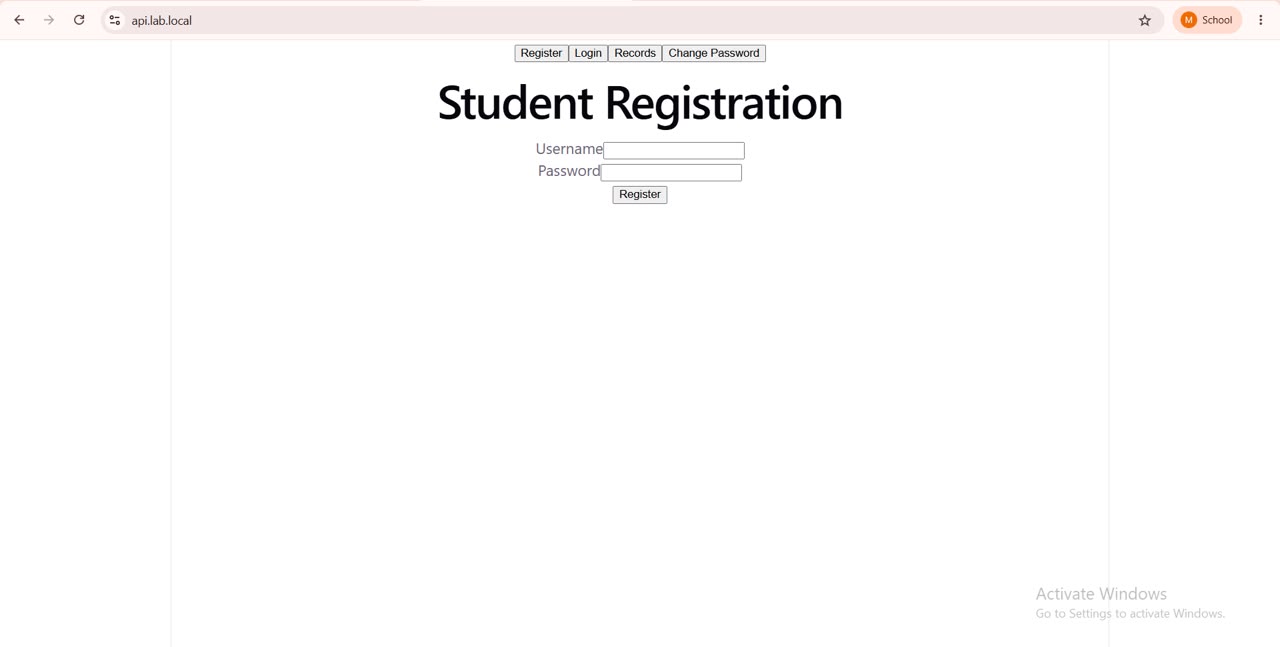 api.lab.local
M School
Register Login Records Change Password
Student Registration
Username
Password
Register
Activate Windows
Go to Settings to activate Windows.